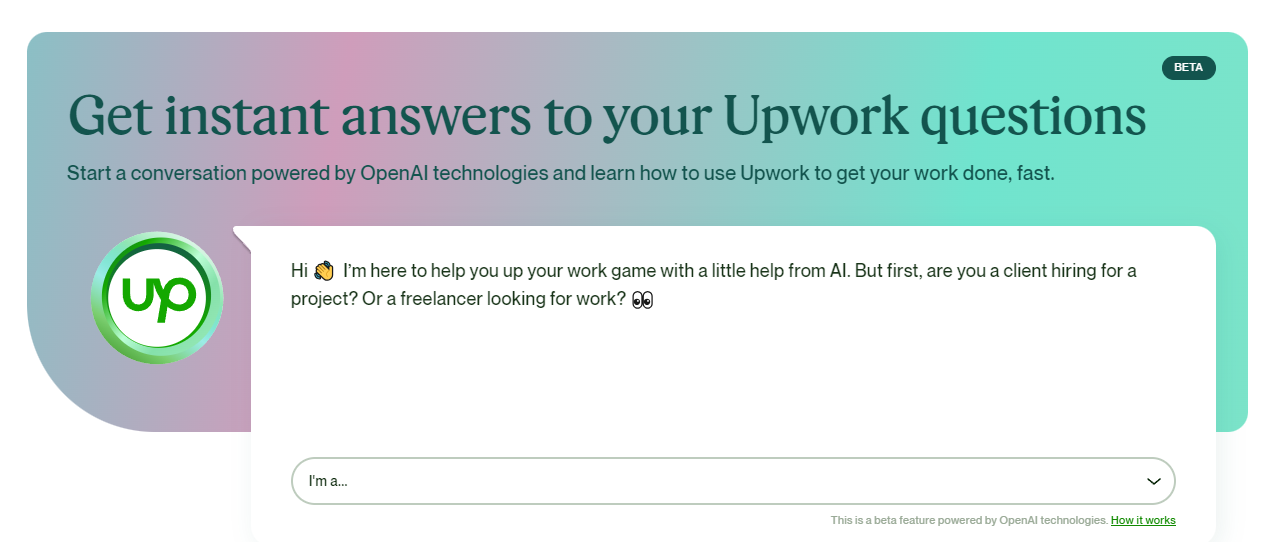 BETA
Get instant answers to your Upwork questions
Start a conversation powered by OpenAI technologies and learn how to use Upwork to get your work done, fast.
up
Hi 👋 I’m here to help you up your work game with a little help from AI. But first, are you a client hiring for a
project? Or a freelancer looking for work? 👀
I'm a...
This is a beta feature powered by OpenAI technologies. How it works